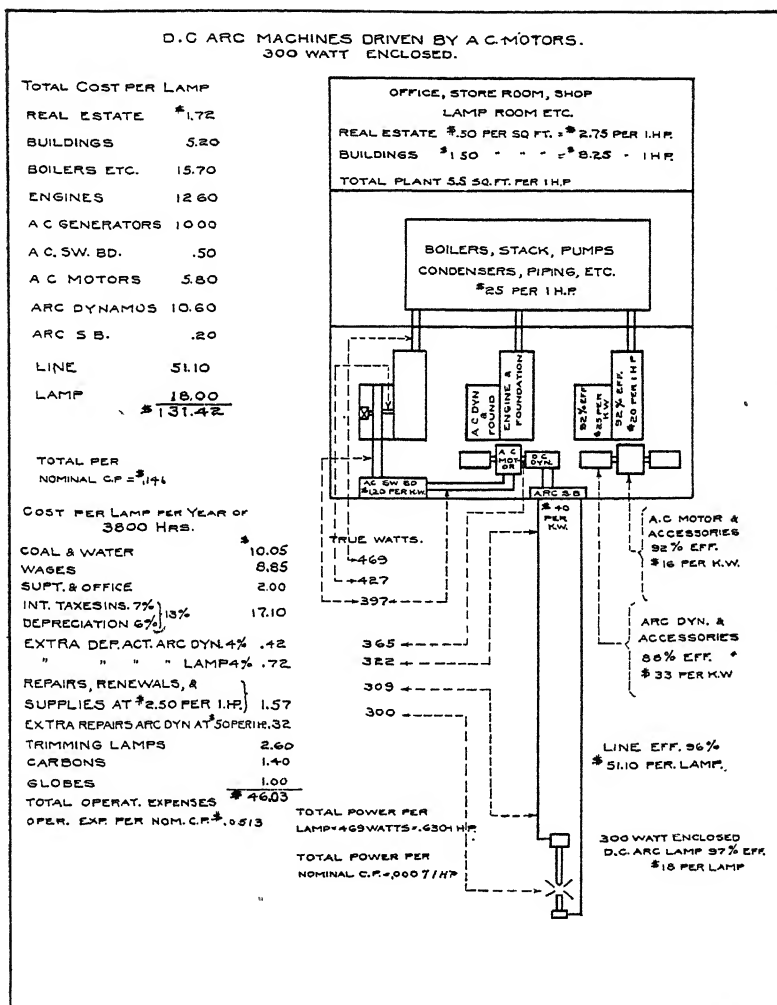 D.C ARC MACHINES DRIVEN BY A C-MOTORS.
300 WATT ENCLOSED.
TOTAL COST PER LAMP
REAL ESTATE $1.72
BUILDINGS 5.20
BOILERS ETC. 15.70
ENGINES 12 60
A C GENERATORS 10 00
A C. SW. BD. .50
A C MOTORS 5.80
ARC DYNAMOS 10.60
ARC S B. .20
LINE 51.10
LAMP 18.00
$131.42
TOTAL PER
NOMINAL C.P = $.146
COST PER LAMP PER YEAR OF
3800 HRS.
$
COAL & WATER 10.05
WAGES 8.85
SUPT. & OFFICE 2.00
INT. TAXES INS. 7% } 13% 17.10
DEPRECIATION 6%
EXTRA DEP. ACT. ARC DYN. 4% .42
" " " " LAMP 4% .72
REPAIRS, RENEWALS, &
SUPPLIES AT $2.50 PER I.H.P. } 1.57
EXTRA REPAIRS ARC DYN AT $.50 PER I H. .32
TRIMMING LAMPS 2.60
CARBONS 1.40
GLOBES 1.00
TOTAL OPERAT. EXPENSES $46.03
OPER. EXP. PER NOM. C.P. $.0513
OFFICE, STORE ROOM, SHOP
LAMP ROOM ETC.
REAL ESTATE $.50 PER SQ FT. = $2.75 PER I.H.P.
BUILDINGS $1 50 " " " = $8.25 " I H.P.
TOTAL PLANT 5.5 SQ. FT. PER I H.P
BOILERS, STACK, PUMPS
CONDENSERS, PIPING, ETC.
$25 PER I H.P.
A C DYN & FOUND
ENGINE & FOUNDATION
92% EFF. $25 PER K W
92% EFF. $20 PER I H P
A C MOTOR
D.C. DYN.
AC SW BD
$1.20 PER K.W.
ARC S B
$.40
PER
K.W.
TRUE WATTS.
469
427
397
365
322
309
300
A.C MOTOR &
ACCESSORIES
92% EFF.
$16 PER K.W.
ARC DYN. &
ACCESSORIES
88% EFF.
$33 PER K.W
LINE EFF. 96%
$51.10 PER. LAMP.
TOTAL POWER PER
LAMP=469 WATTS=.6304 H.P.
TOTAL POWER PER
NOMINAL C.P.=.0007 I HP
300 WATT ENCLOSED
D.C. ARC LAMP 97% EFF.
$18 PER LAMP